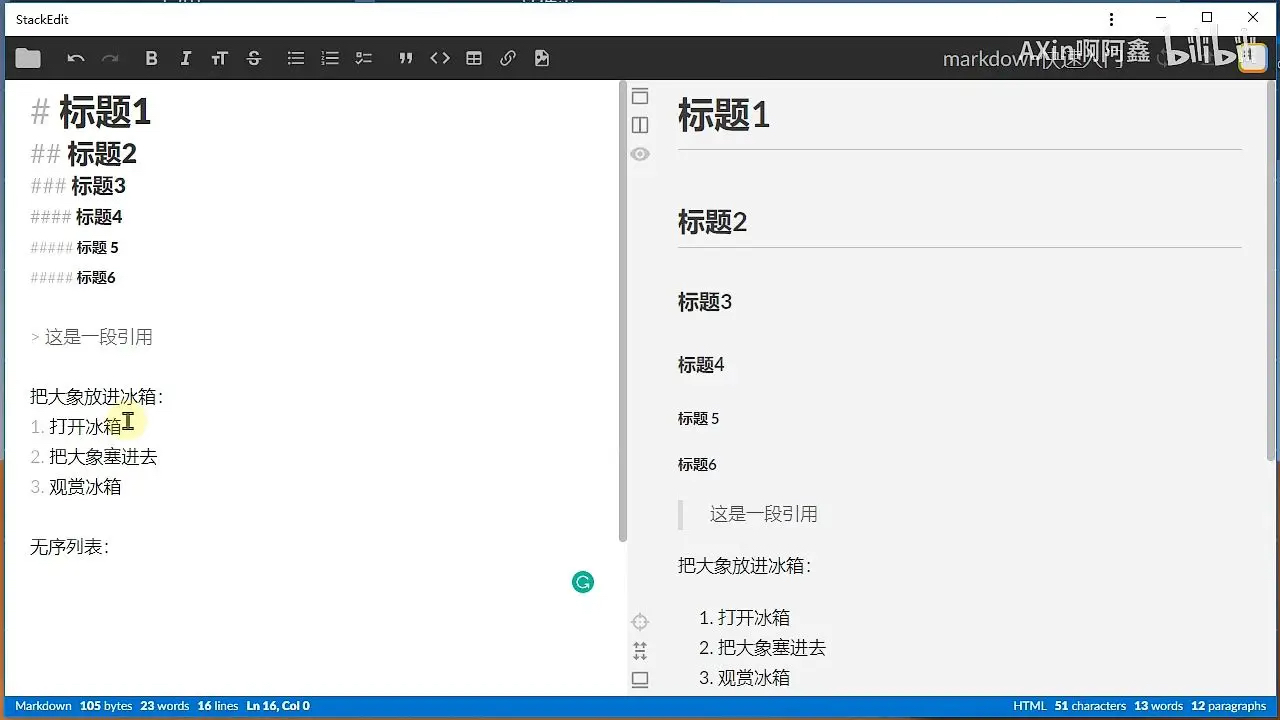 StackEdit
markdown快速入门
AXin啊阿鑫 bilibili
# 标题1
## 标题2
### 标题3
#### 标题4
##### 标题 5
##### 标题6
> 这是一段引用
把大象放进冰箱：
1. 打开冰箱
2. 把大象塞进去
3. 观赏冰箱
无序列表：
标题1
标题2
标题3
标题4
标题 5
标题6
这是一段引用
把大象放进冰箱：
1. 打开冰箱
2. 把大象塞进去
3. 观赏冰箱
Markdown 105 bytes 23 words 16 lines Ln 16, Col 0
HTML 51 characters 13 words 12 paragraphs